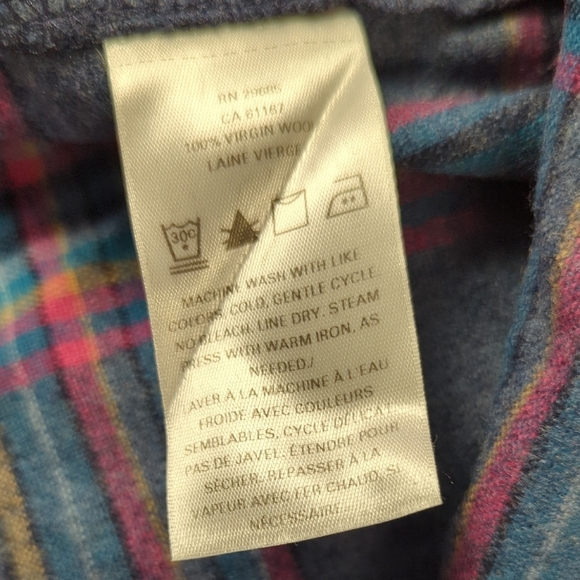 RN 29685
CA 61167
100% VIRGIN WOOL
LAINE VIERGE
30C
MACHINE WASH WITH LIKE
COLORS, COLD, GENTLE CYCLE.
NO BLEACH, LINE DRY. STEAM
PRESS WITH WARM IRON, AS
NEEDED./
LAVER À LA MACHINE À L'EAU
FROIDE AVEC COULEURS
SEMBLABLES, CYCLE DÉLICAT.
PAS DE JAVEL, ÉTENDRE POUR
SÉCHER. REPASSER À LA
VAPEUR AVEC FER CHAUD, SI
NÉCESSAIRE